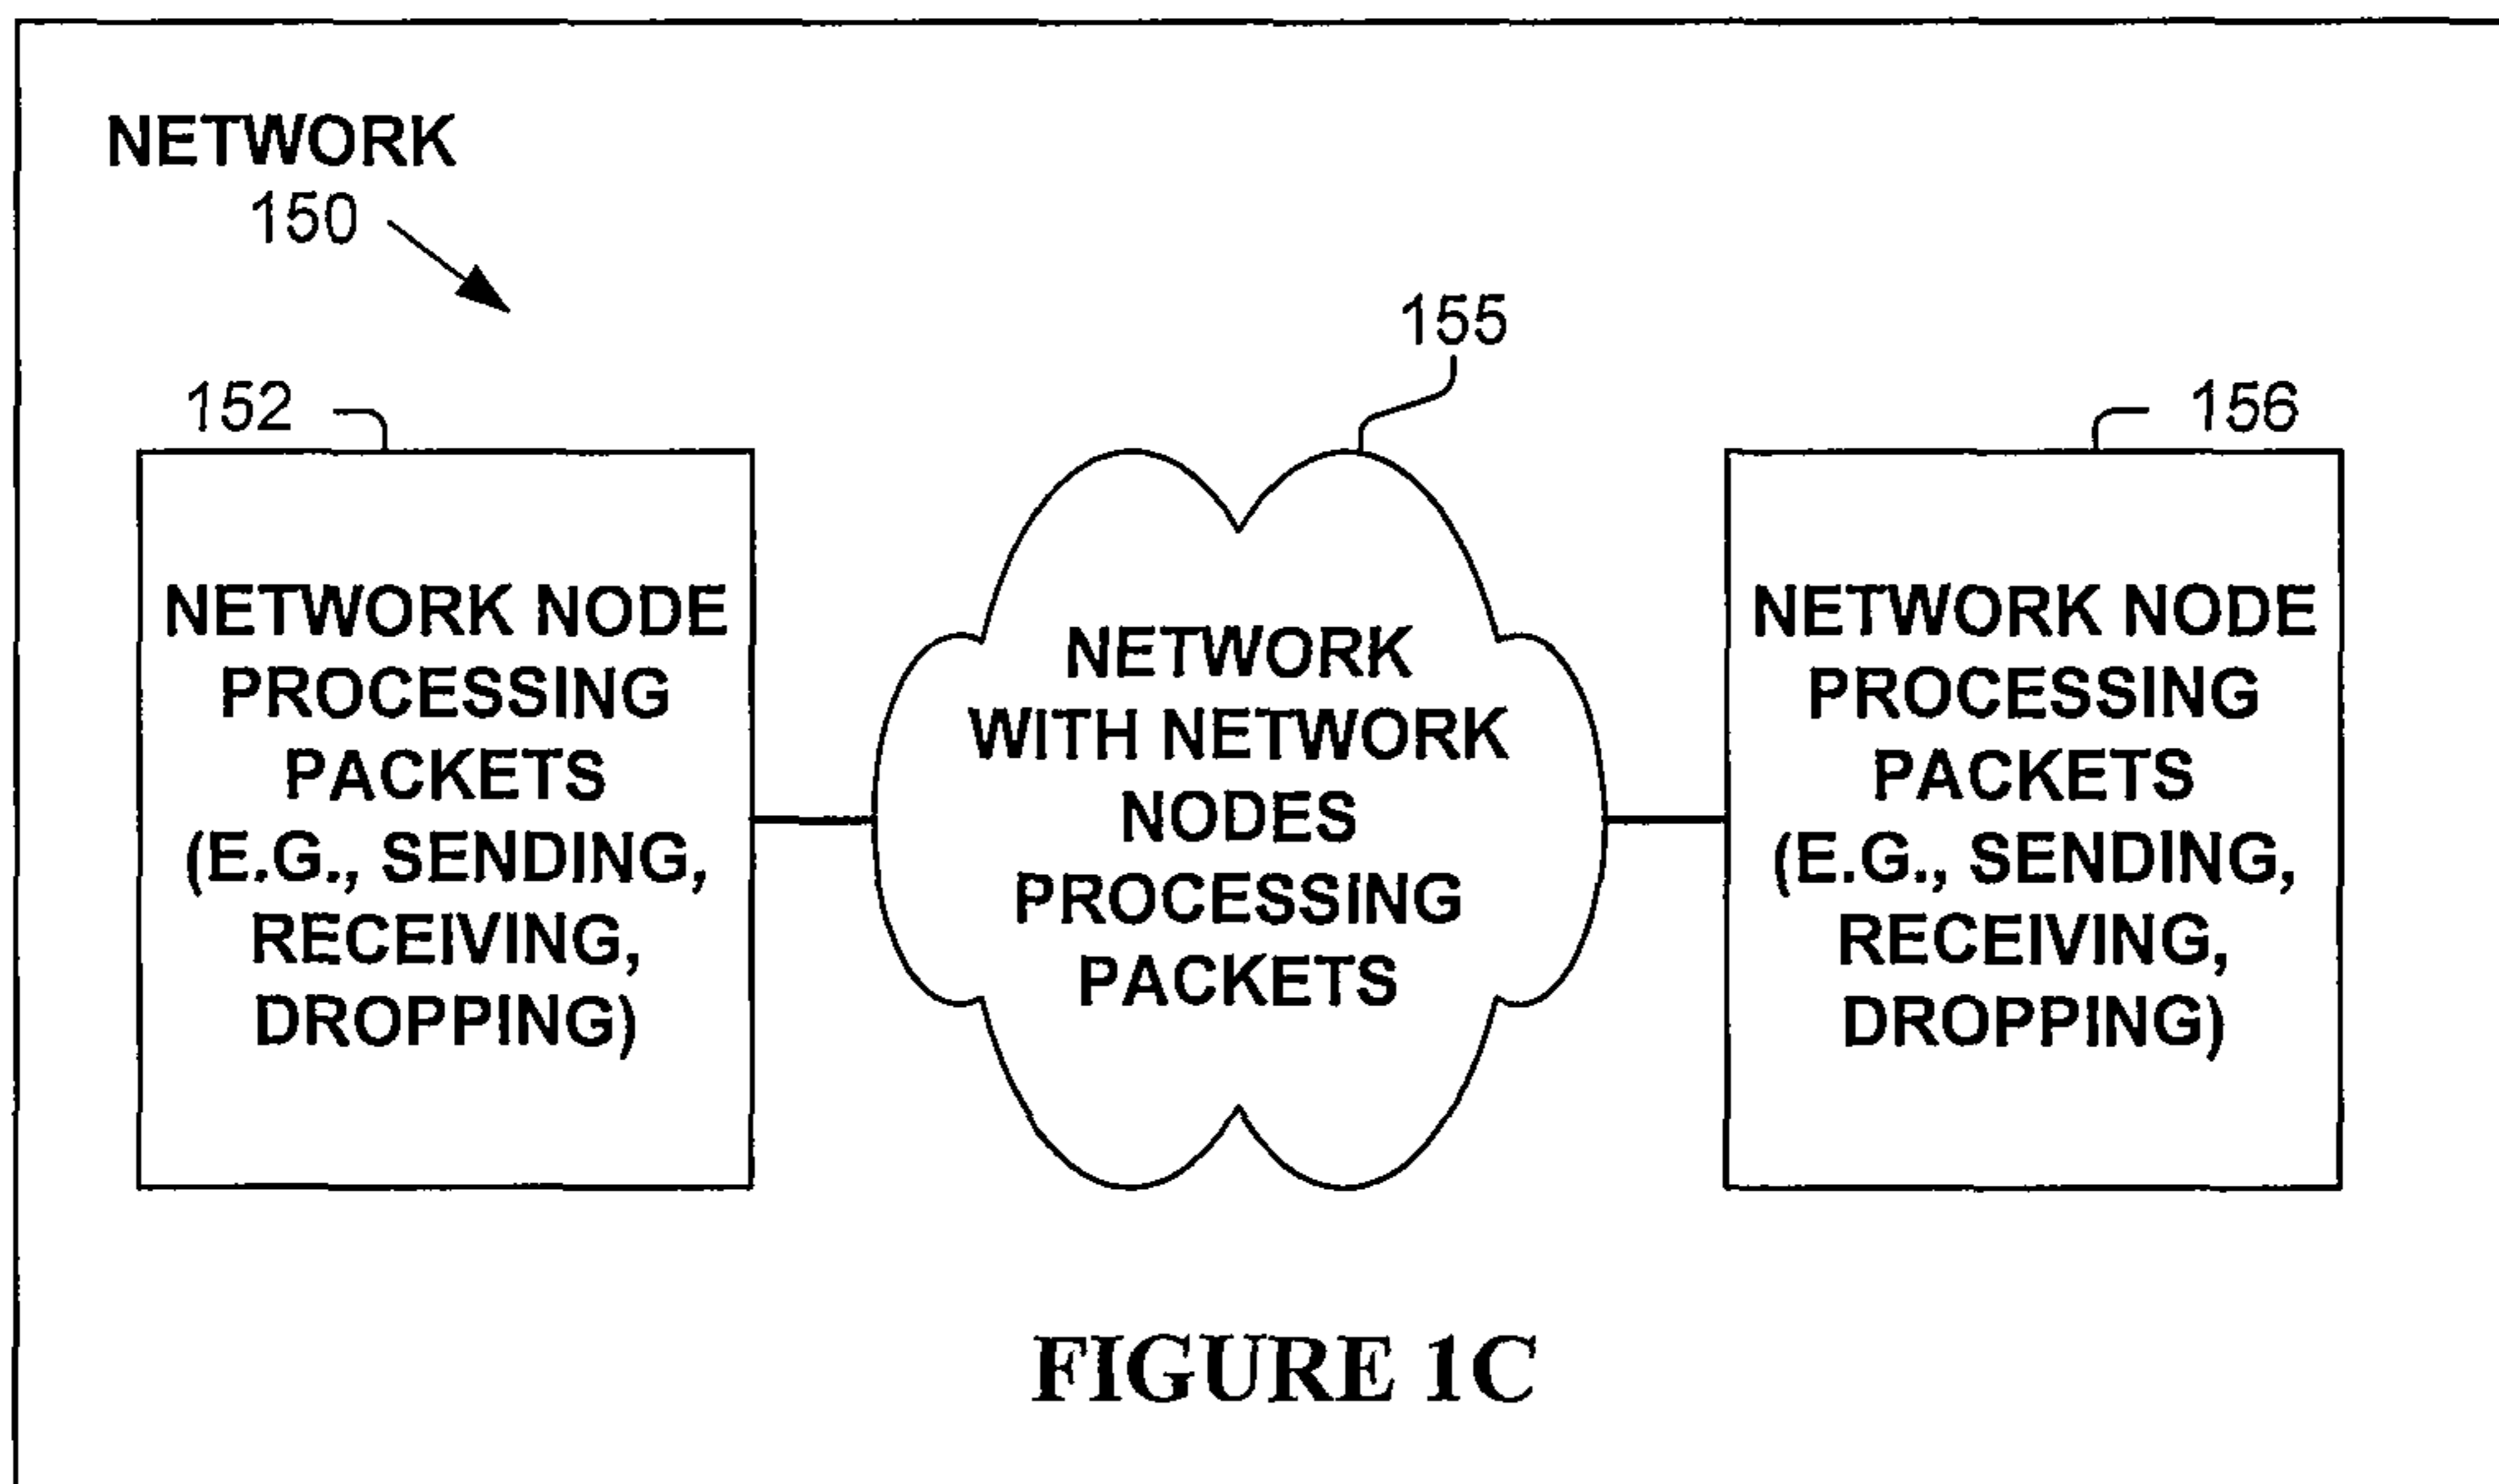 NETWORK
150
155
152
156
NETWORK NODE
PROCESSING
PACKETS
(E.G., SENDING,
RECEIVING,
DROPPING)
NETWORK
WITH NETWORK
NODES
PROCESSING
PACKETS
NETWORK NODE
PROCESSING
PACKETS
(E.G., SENDING,
RECEIVING,
DROPPING)
FIGURE 1C